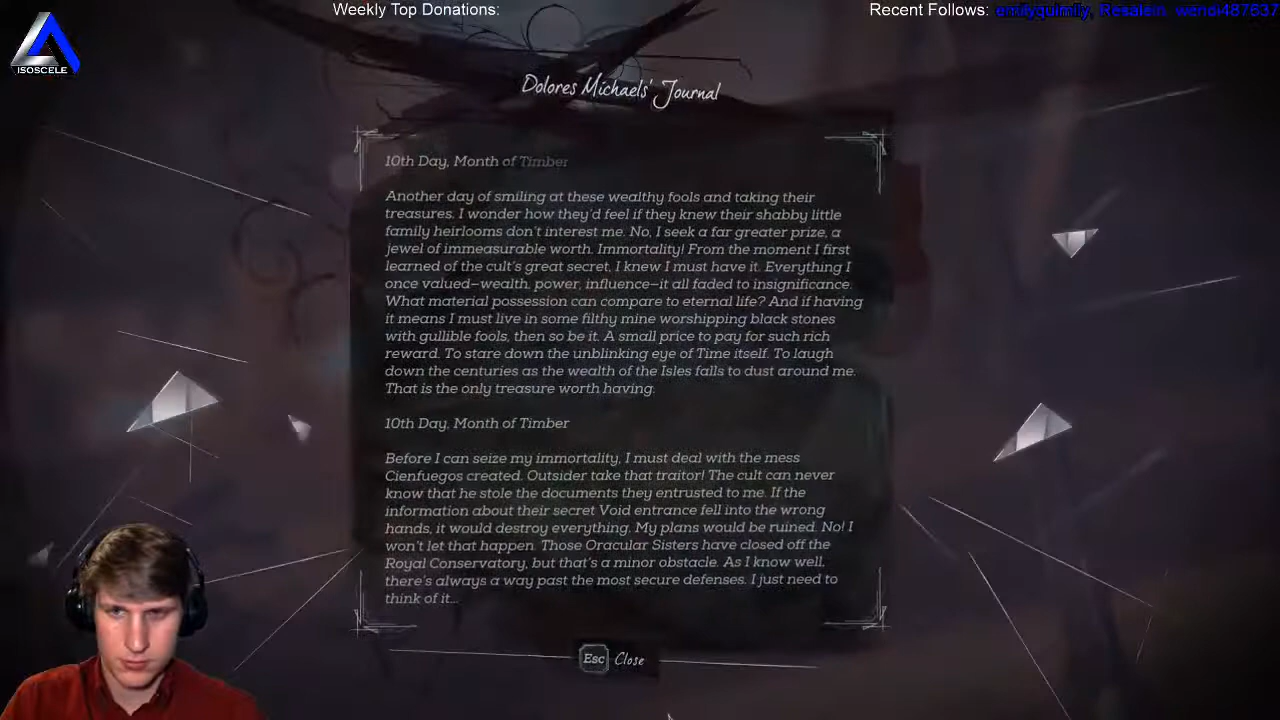 Weekly Top Donations:
Recent Follows: emilyquimily, Resalein, wanoi487637
ISOSCELE
Dolores Michaels' Journal
10th Day, Month of Timber
Another day of smiling at these wealthy fools and taking their
treasures. I wonder how they'd feel if they knew their shabby little
family heirlooms don't interest me. No, I seek a far greater prize, a
jewel of immeasurable worth. Immortality! From the moment I first
learned of the cult's great secret, I knew I must have it. Everything I
once valued—wealth, power, influence—it all faded to insignificance.
What material possession can compare to eternal life? And if having
it means I must live in some filthy mine worshipping black stones
with gullible fools, then so be it. A small price to pay for such rich
reward. To stare down the unblinking eye of Time itself. To laugh
down the centuries as the wealth of the Isles falls to dust around me.
That is the only treasure worth having.
10th Day, Month of Timber
Before I can seize my immortality, I must deal with the mess
Cienfuegos created. Outsider take that traitor! The cult can never
know that he stole the documents they entrusted to me. If the
information about their secret Void entrance fell into the wrong
hands, it would destroy everything. My plans would be ruined. No! I
won't let that happen. Those Oracular Sisters have closed off the
Royal Conservatory, but that's a minor obstacle. As I know well,
there's always a way past the most secure defenses. I just need to
think of it...
Esc Close